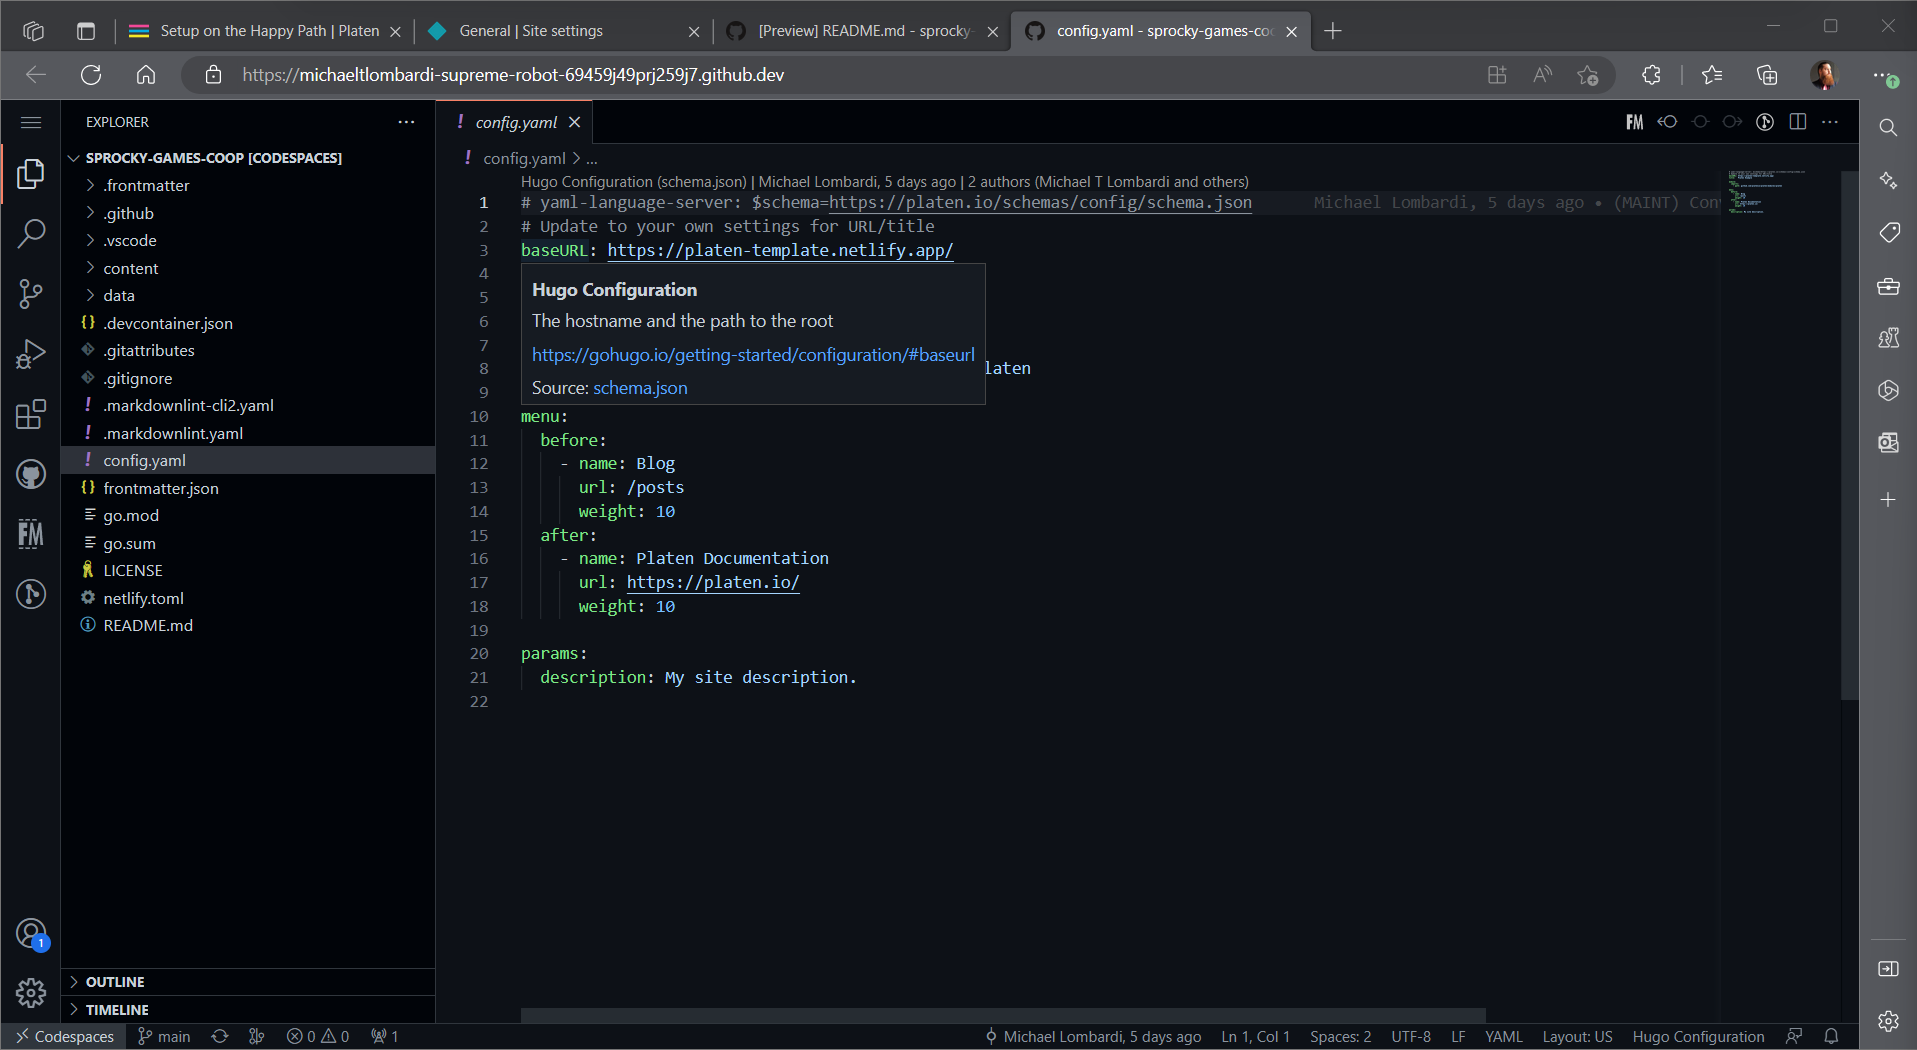 Setup on the Happy Path | Platen
General | Site settings
[Preview] README.md - sprocky-
config.yaml - sprocky-games-coo
https://michaeltlombardi-supreme-robot-69459j49prj259j7.github.dev
EXPLORER
SPROCKY-GAMES-COOP [CODESPACES]
.frontmatter
.github
.vscode
content
data
.devcontainer.json
.gitattributes
.gitignore
.markdownlint-cli2.yaml
.markdownlint.yaml
config.yaml
frontmatter.json
go.mod
go.sum
LICENSE
netlify.toml
README.md
OUTLINE
TIMELINE
FM
1
config.yaml
FM
config.yaml > ...
Hugo Configuration (schema.json) | Michael Lombardi, 5 days ago | 2 authors (Michael T Lombardi and others)
1 # yaml-language-server: $schema=https://platen.io/schemas/config/schema.json Michael Lombardi, 5 days ago • (MAINT) Con
2 # Update to your own settings for URL/title
3 baseURL: https://platen-template.netlify.app/
4
5
6
7
8 laten
9
Hugo Configuration
The hostname and the path to the root
https://gohugo.io/getting-started/configuration/#baseurl
Source: schema.json
10 menu:
11 before:
12 - name: Blog
13 url: /posts
14 weight: 10
15 after:
16 - name: Platen Documentation
17 url: https://platen.io/
18 weight: 10
19
20 params:
21 description: My site description.
22
Codespaces main 0 0 1 Michael Lombardi, 5 days ago Ln 1, Col 1 Spaces: 2 UTF-8 LF YAML Layout: US Hugo Configuration